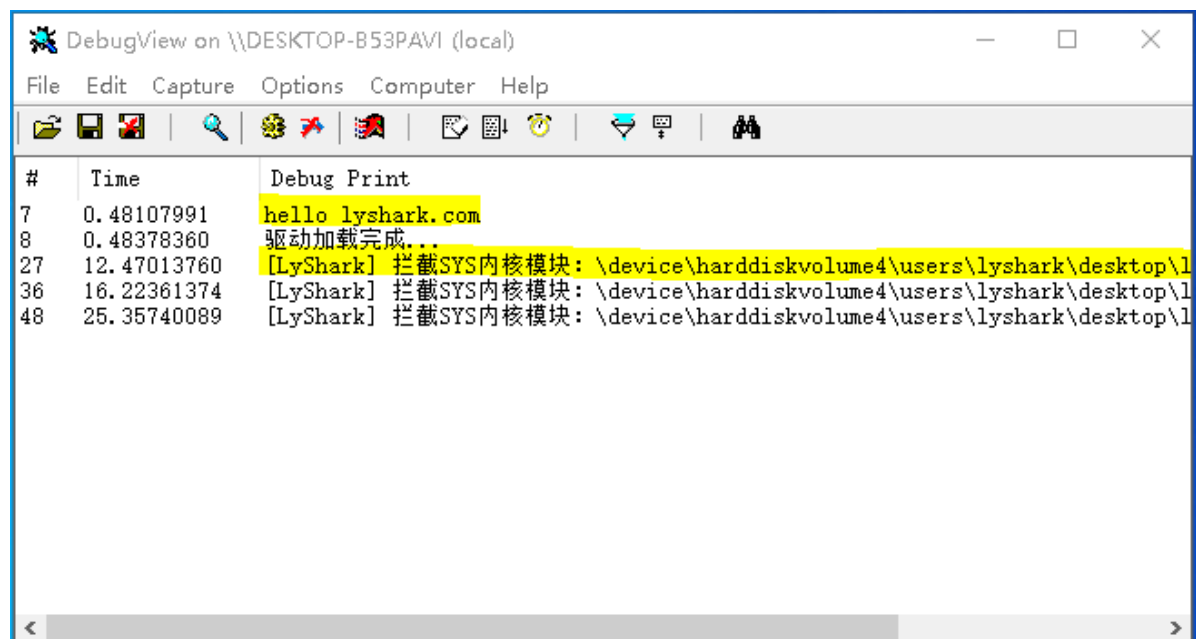 DebugView on \\DESKTOP-B53PAVI (local)
File Edit Capture Options Computer Help
# Time Debug Print
7 0.48107991 hello lyshark.com
8 0.48378360 驱动加载完成...
27 12.47013760 [LyShark] 拦截SYS内核模块: \device\harddiskvolume4\users\lyshark\desktop\l
36 16.22361374 [LyShark] 拦截SYS内核模块: \device\harddiskvolume4\users\lyshark\desktop\l
48 25.35740089 [LyShark] 拦截SYS内核模块: \device\harddiskvolume4\users\lyshark\desktop\l